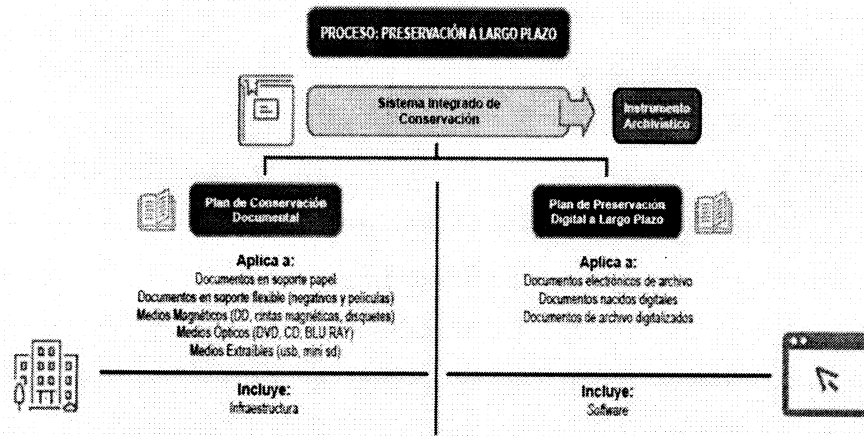 PROCESO: PRESERVACIÓN A LARGO PLAZO
Sistema Integrado de
Conservación
Instrumento
Archivístico
Plan de Conservación
Documental
Aplica a:
Documentos en soporte papel
Documentos en soporte flexible (negativos y películas)
Medios Magnéticos (DD, cintas magnéticas, disquetes)
Medios Ópticos (DVD, CD, BLU RAY)
Medios Extraíbles (usb, mini sd)
Incluye:
Infraestructura
Plan de Preservación
Digital a Largo Plazo
Aplica a:
Documentos electrónicos de archivo
Documentos nacidos digitales
Documentos de archivo digitalizados
Incluye:
Software